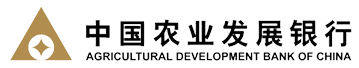 中国农业发展银行
AGRICULTURAL DEVELOPMENT BANK OF CHINA